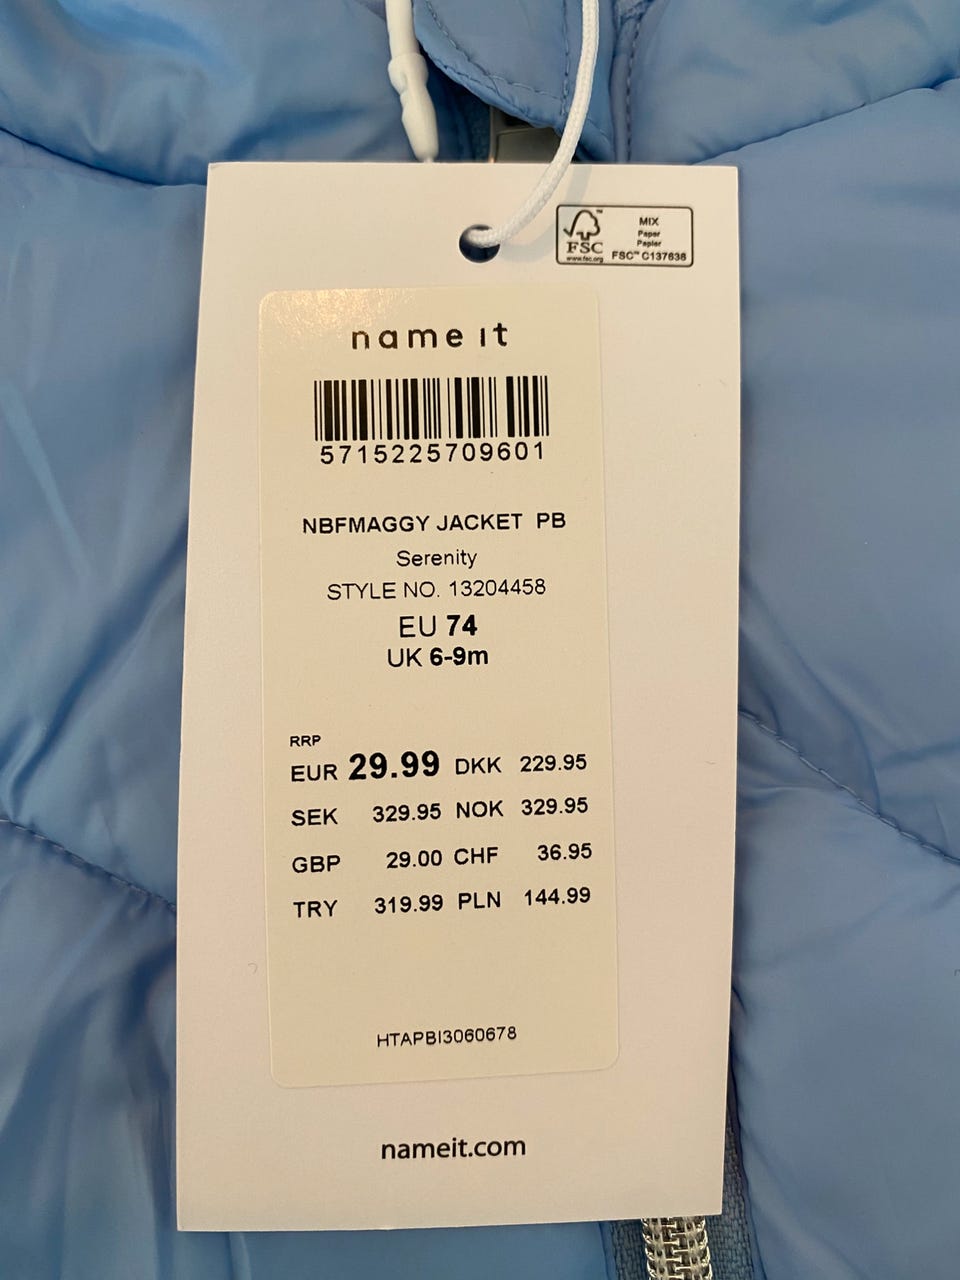 FSC™
www.fsc.org
MIX
Paper
Papier
FSC™ C137636
name it
5715225709601
NBFMAGGY JACKET PB
Serenity
STYLE NO. 13204458
EU 74
UK 6-9m
RRP
EUR 29.99 DKK 229.95
SEK 329.95 NOK 329.95
GBP 29.00 CHF 36.95
TRY 319.99 PLN 144.99
HTAPBI3060678
nameit.com